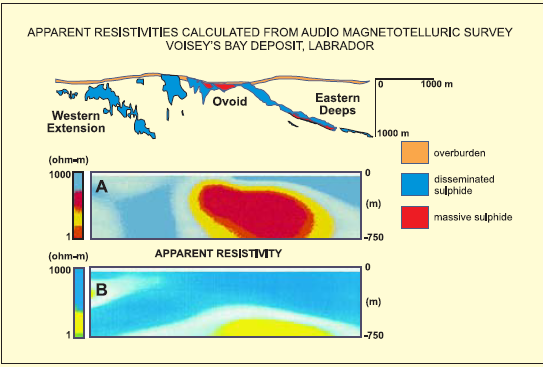 APPARENT RESISTIVITIES CALCULATED FROM AUDIO MAGNETOTELLURIC SURVEY
VOISEY'S BAY DEPOSIT, LABRADOR
0 1000 m
Western
Extension
Ovoid
Eastern
Deeps
1000 m
overburden
disseminated
sulphide
massive sulphide
(ohm-m)
1000
1
A
0
(m)
-750
APPARENT RESISTIVITY
(ohm-m)
1000
1
B
0
(m)
-750